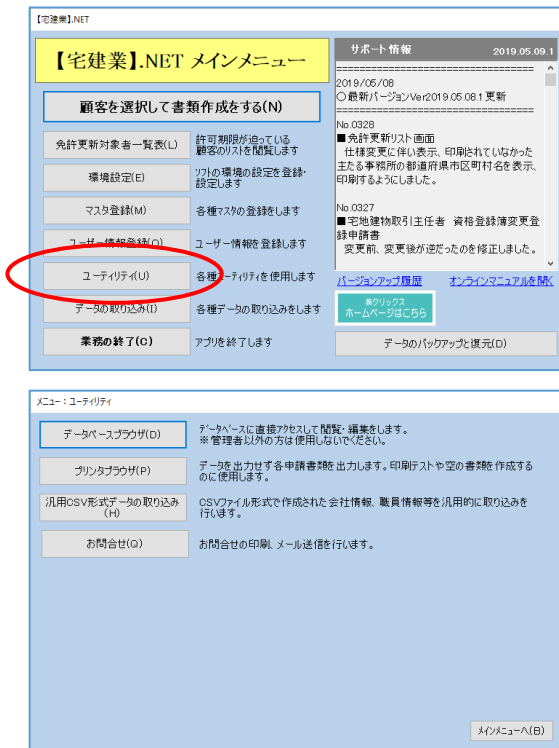 【宅建業】.NET
【宅建業】.NET メインメニュー
サポート情報 2019.05.09.1
顧客を選択して書類作成をする(N)
免許更新対象者一覧表(L)
許可期限が迫っている
顧客のリストを閲覧します
環境設定(E)
ソフトの環境の設定を登録・
設定します
マスタ登録(M)
各種マスタの登録をします
ユーザー情報登録(O)
ユーザー情報を登録します
ユーティリティ(U)
各種ユーティリティを使用します
データの取り込み(I)
各種データの取り込みをします
業務の終了(C)
アプリを終了します
==================================
2019/05/08
○最新バージョンVer2019.05.08.1更新
==================================
No.0328
■免許更新リスト画面
仕様変更に伴い表示、印刷されていなかった
主たる事務所の都道府県市区町村名を表示、
印刷するようにしました。
No.0327
■宅地建物取引主任者 資格登録簿変更登
録申請書
変更前、変更後が逆だったのを修正しました。
バージョンアップ履歴 オンラインマニュアルを開く
㈱クリックス
ホームページはこちら
データのバックアップと復元(D)
メニュー:ユーティリティ
データベースブラウザ(D)
データベースに直接アクセスして閲覧・編集をします。
※管理者以外の方は使用しないでください。
プリンタブラウザ(P)
データを出力せず各申請書類を出力します。印刷テストや空の書類を作成する
のに使用します。
汎用CSV形式データの取り込み
(H)
CSVファイル形式で作成された会社情報、職員情報等を汎用的に取り込みを
行います。
お問合せ(Q)
お問合せの印刷、メール送信を行います。
メインメニューへ(B)